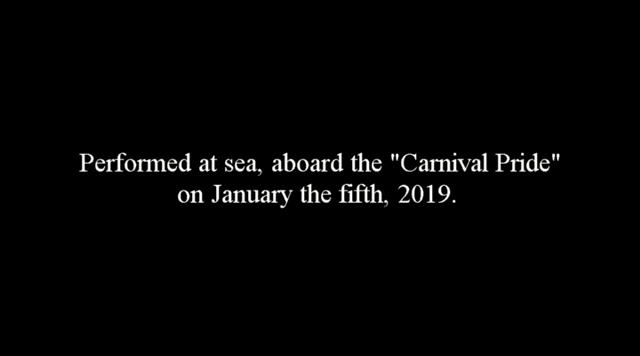 Performed at sea, aboard the "Carnival Pride"
on January the fifth, 2019.